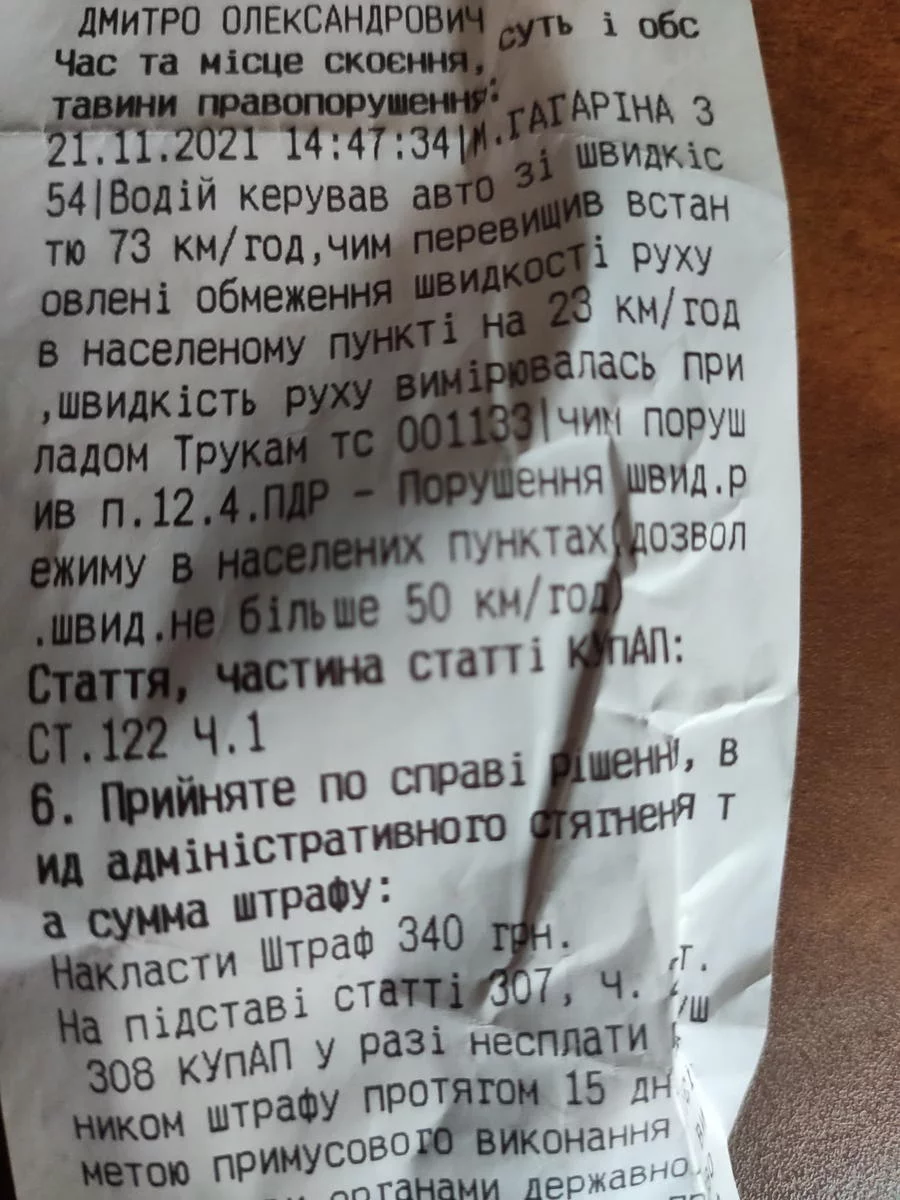 ДМИТРО ОЛЕКСАНДРОВИЧ
Час та місце скоєння, суть і обс
тавини правопорушення:
21.11.2021 14:47:34|М.ГАГАРІНА 3
54|Водій керував авто зі швидкіс
тю 73 км/год,чим перевищив встан
овлені обмеження швидкості руху
в населеному пункті на 23 км/год
,швидкість руху вимірювалась при
ладом Трукам тс 001133|чим поруш
ив п.12.4.ПДР – Порушення швид.р
ежиму в населених пунктах(дозвол
.швид.не більше 50 км/год)
Стаття, частина статті КУпАП:
СТ.122 Ч.1
6. Прийняте по справі рішення, в
ид адміністративного стягненя т
а сумма штрафу:
Накласти Штраф 340 грн.
На підставі статті 307, ч. ст.
308 КУпАП у разі несплати
ником штрафу протягом 15 дн
метою примусового виконання
органами державно